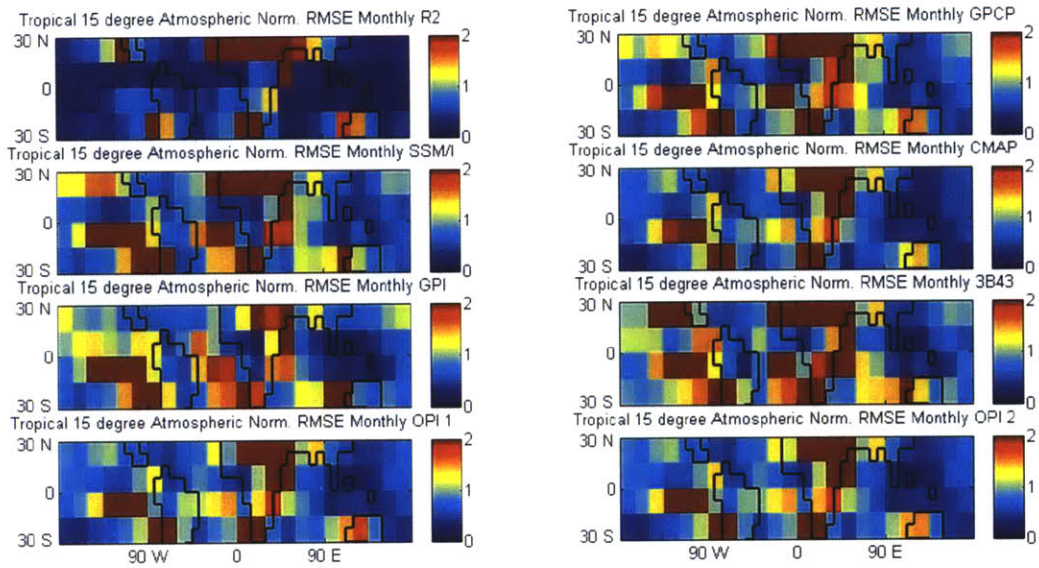 Tropical 15 degree Atmospheric Norm. RMSE Monthly R2
30 N
0
30 S
2
1
0
Tropical 15 degree Atmospheric Norm. RMSE Monthly SSM/I
30 N
0
30 S
2
1
0
Tropical 15 degree Atmospheric Norm. RMSE Monthly GPI
30 N
0
30 S
2
1
0
Tropical 15 degree Atmospheric Norm. RMSE Monthly OPI 1
30 N
0
30 S
90 W
0
90 E
2
1
0
Tropical 15 degree Atmospheric Norm. RMSE Monthly GPCP
30 N
0
30 S
2
1
0
Tropical 15 degree Atmospheric Norm. RMSE Monthly CMAP
30 N
0
30 S
2
1
0
Tropical 15 degree Atmospheric Norm. RMSE Monthly 3B43
30 N
0
30 S
2
1
0
Tropical 15 degree Atmospheric Norm. RMSE Monthly OPI 2
30 N
0
30 S
90 W
0
90 E
2
1
0